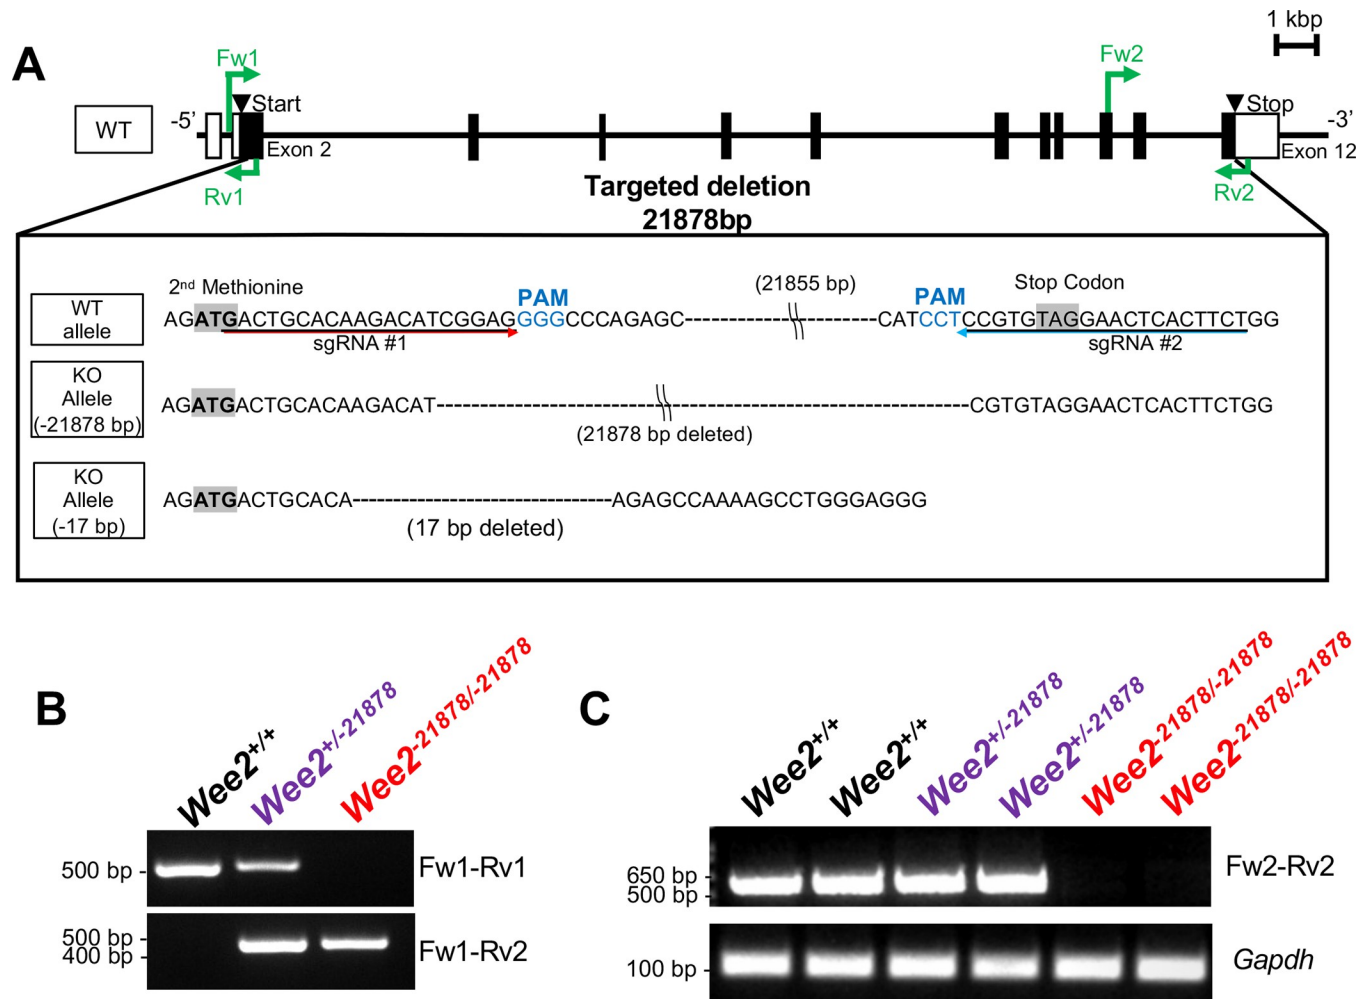 A
1 kbp
Fw1
Fw2
Start
Stop
WT
-5’
-3’
Exon 2
Exon 12
Rv1
Rv2
Targeted deletion
21878bp
2nd Methionine
PAM
(21855 bp)
PAM
Stop Codon
WT
allele
AGATGACTGCACAAGACATCGGAGGGGCCCAGAGC--------------------CATCCTCCGTGTAGGAACTCACTTCTGG
sgRNA #1
sgRNA #2
KO
Allele
(-21878 bp)
AGATGACTGCACAAGACAT--------------------CGTGTAGGAACTCACTTCTGG
(21878 bp deleted)
KO
Allele
(-17 bp)
AGATGACTGCACA--------------------AGAGCCAAAAGCCTGGGAGGG
(17 bp deleted)
B
Wee2+/+
Wee2+/-21878
Wee2-21878/-21878
500 bp -
Fw1-Rv1
500 bp -
400 bp -
Fw1-Rv2
C
Wee2+/+
Wee2+/+
Wee2+/-21878
Wee2+/-21878
Wee2-21878/-21878
Wee2-21878/-21878
650 bp -
500 bp -
Fw2-Rv2
100 bp -
Gapdh